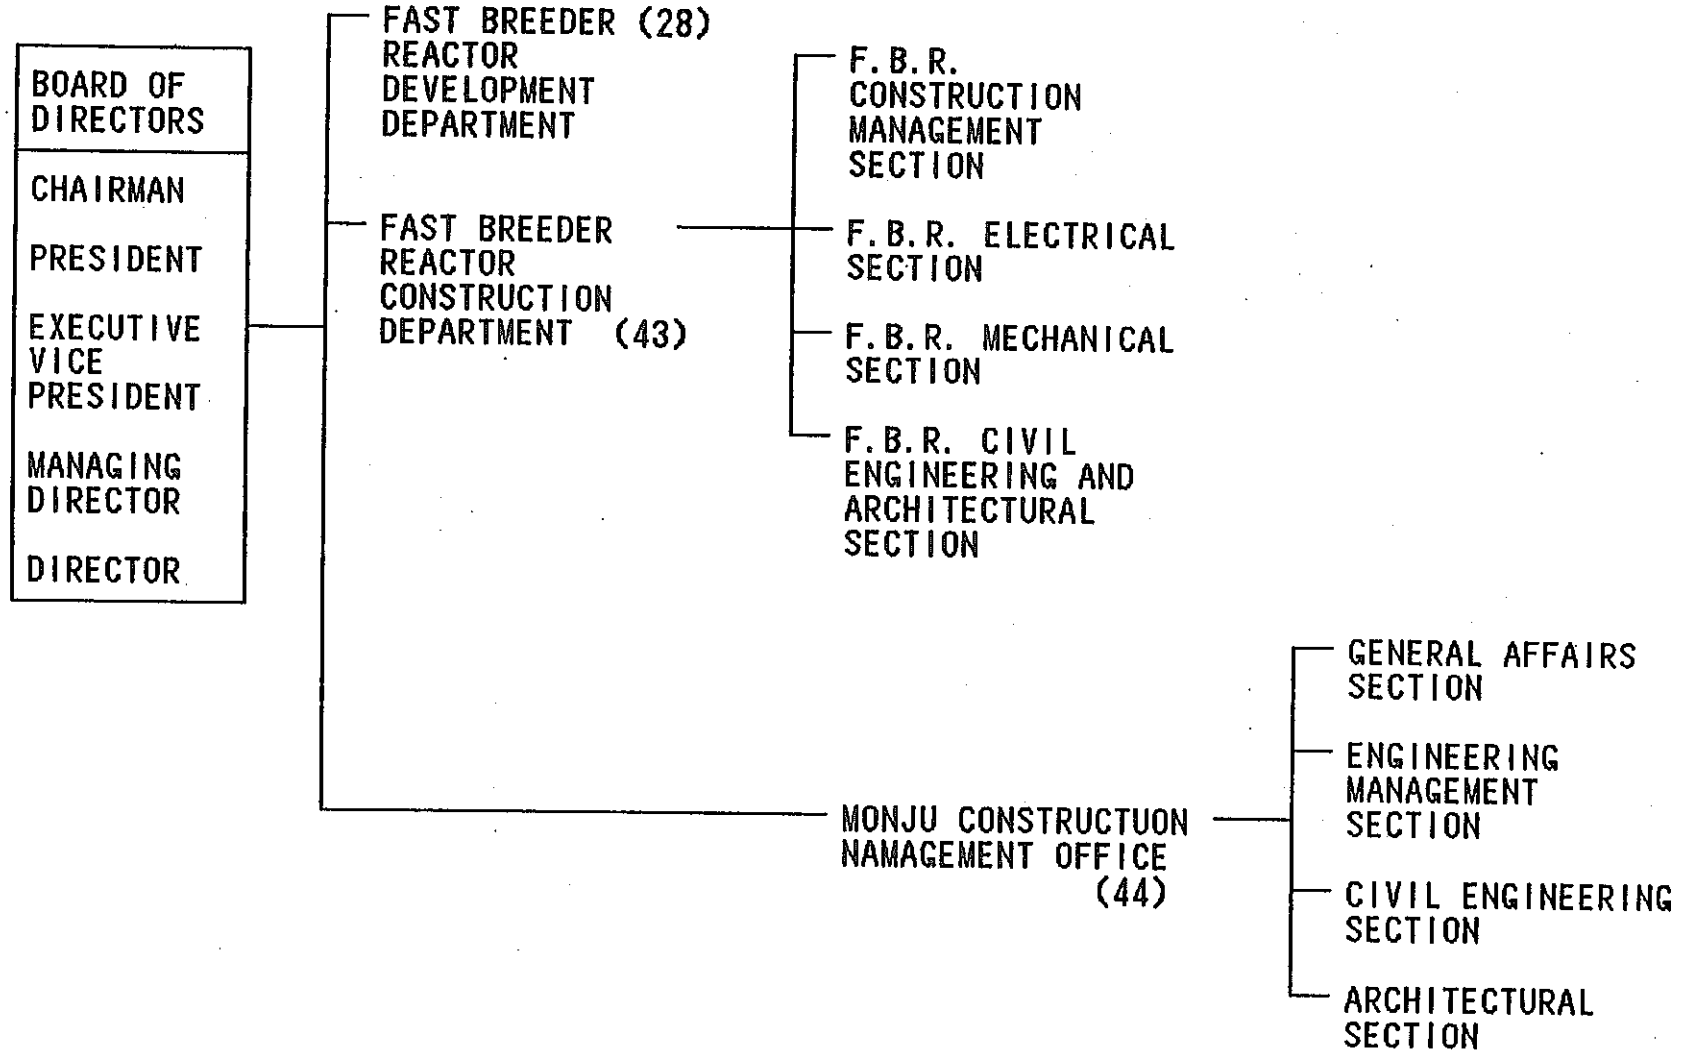 BOARD OF
DIRECTORS
CHAIRMAN
PRESIDENT
EXECUTIVE
VICE
PRESIDENT
MANAGING
DIRECTOR
DIRECTOR
FAST BREEDER (28)
REACTOR
DEVELOPMENT
DEPARTMENT
FAST BREEDER
REACTOR
CONSTRUCTION
DEPARTMENT (43)
F.B.R.
CONSTRUCTION
MANAGEMENT
SECTION
F.B.R. ELECTRICAL
SECTION
F.B.R. MECHANICAL
SECTION
F.B.R. CIVIL
ENGINEERING AND
ARCHITECTURAL
SECTION
MONJU CONSTRUCTUON
NAMAGEMENT OFFICE
(44)
GENERAL AFFAIRS
SECTION
ENGINEERING
MANAGEMENT
SECTION
CIVIL ENGINEERING
SECTION
ARCHITECTURAL
SECTION